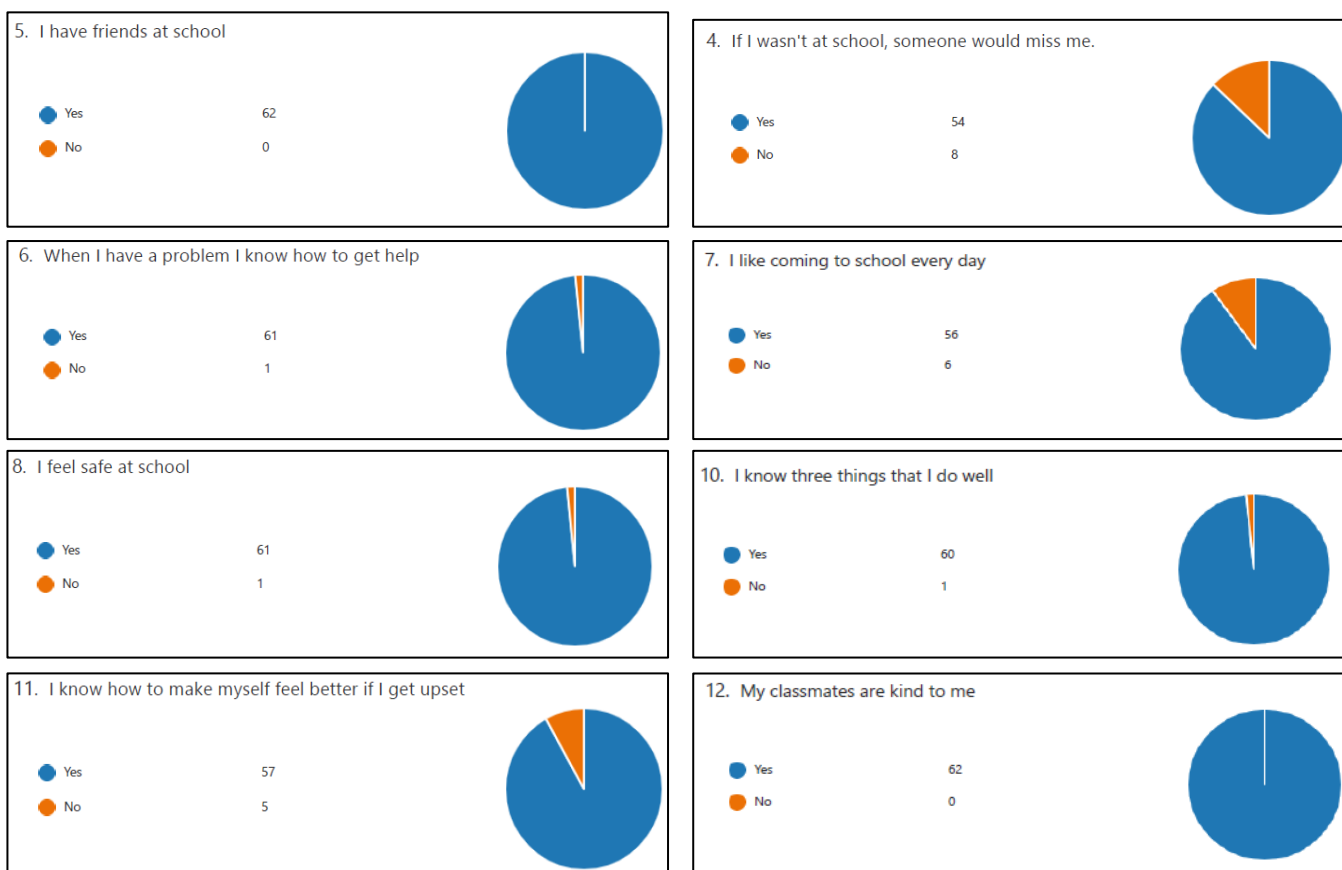 5. I have friends at school
Yes 62
No 0
4. If I wasn't at school, someone would miss me.
Yes 54
No 8
6. When I have a problem I know how to get help
Yes 61
No 1
7. I like coming to school every day
Yes 56
No 6
8. I feel safe at school
Yes 61
No 1
10. I know three things that I do well
Yes 60
No 1
11. I know how to make myself feel better if I get upset
Yes 57
No 5
12. My classmates are kind to me
Yes 62
No 0